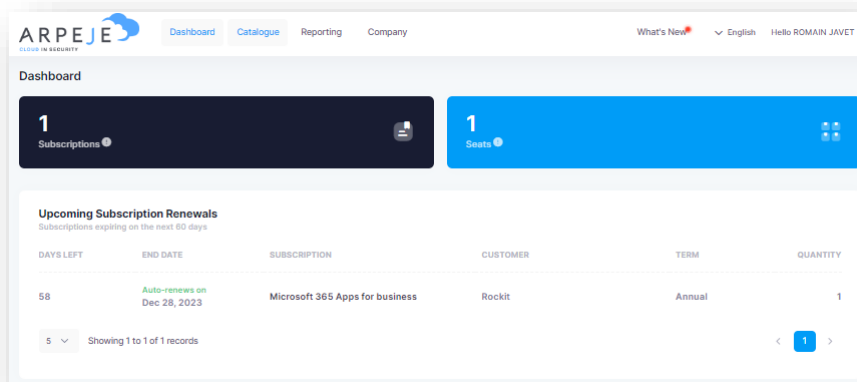 ARPEJE
CLOUD IN SECURITY
Dashboard Catalogue Reporting Company What's New English Hello ROMAIN JAVET
Dashboard
1
Subscriptions
1
Seats
Upcoming Subscription Renewals
Subscriptions expiring on the next 60 days
DAYS LEFT END DATE SUBSCRIPTION CUSTOMER TERM QUANTITY
Auto-renews on
58 Dec 28, 2023 Microsoft 365 Apps for business Rockit Annual 1
5 Showing 1 to 1 of 1 records 1